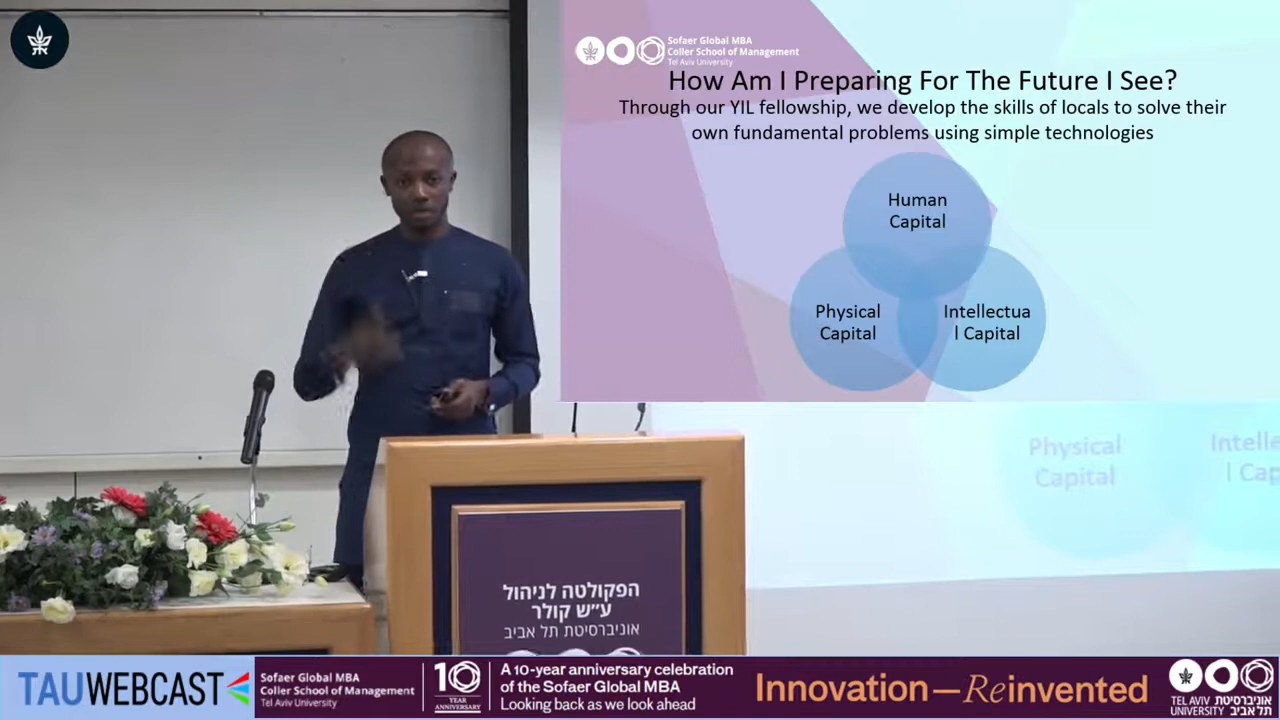 Sofaer Global MBA
Coller School of Management
Tel Aviv University
How Am I Preparing For The Future I See?
Through our YIL fellowship, we develop the skills of locals to solve their
own fundamental problems using simple technologies
Human
Capital
Physical
Capital
Intellectua
l Capital
Physical
Capital
Intelle
l Cap
הפקולטה לניהול
ע״ש קולר
אוניברסיטת תל אביב
TAUWEBCAST
Sofaer Global MBA
Coller School of Management
Tel Aviv University
10
YEAR
ANNIVERSARY
A 10-year anniversary celebration
of the Sofaer Global MBA
Looking back as we look ahead
Innovation—Reinvented
TEL AVIV אוניברסיטת
UNIVERSITY תל אביב